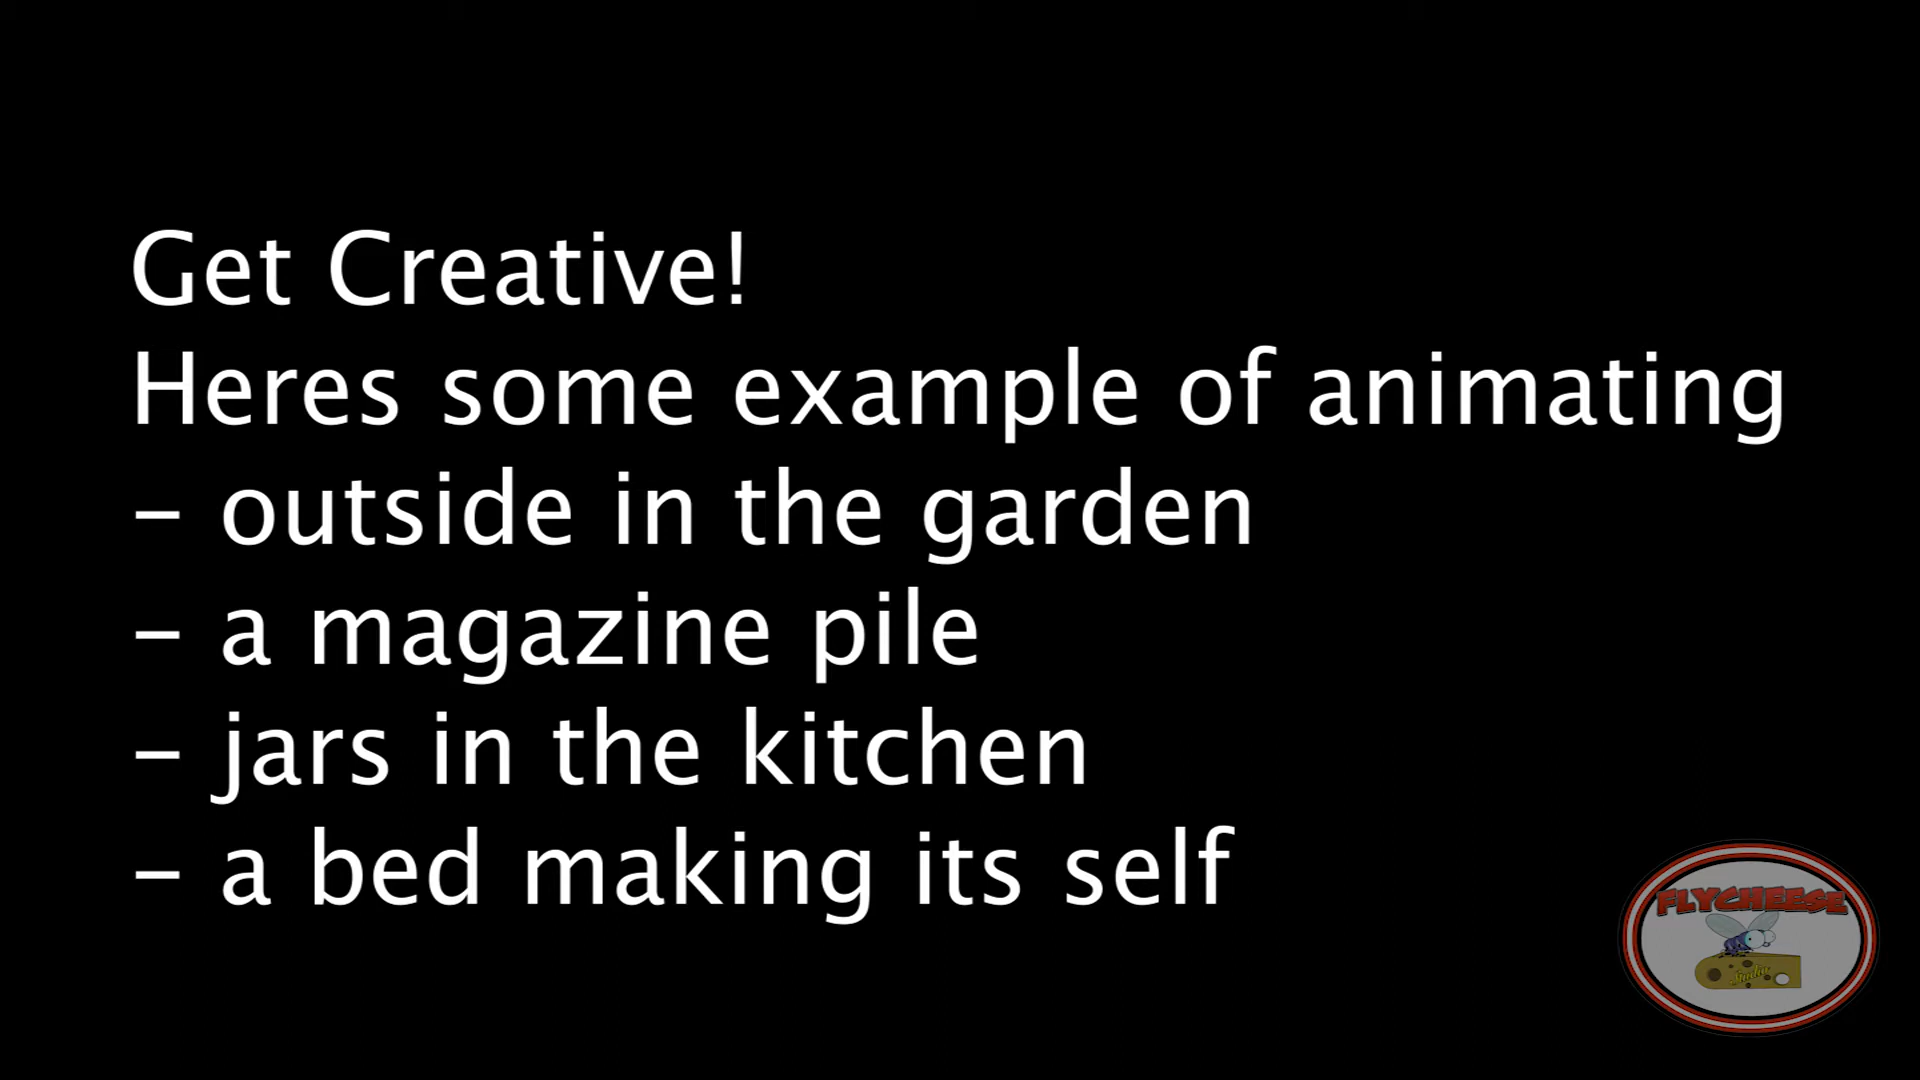 Get Creative!
Heres some example of animating
- outside in the garden
- a magazine pile
- jars in the kitchen
- a bed making its self
FLYCHEESE
Studio